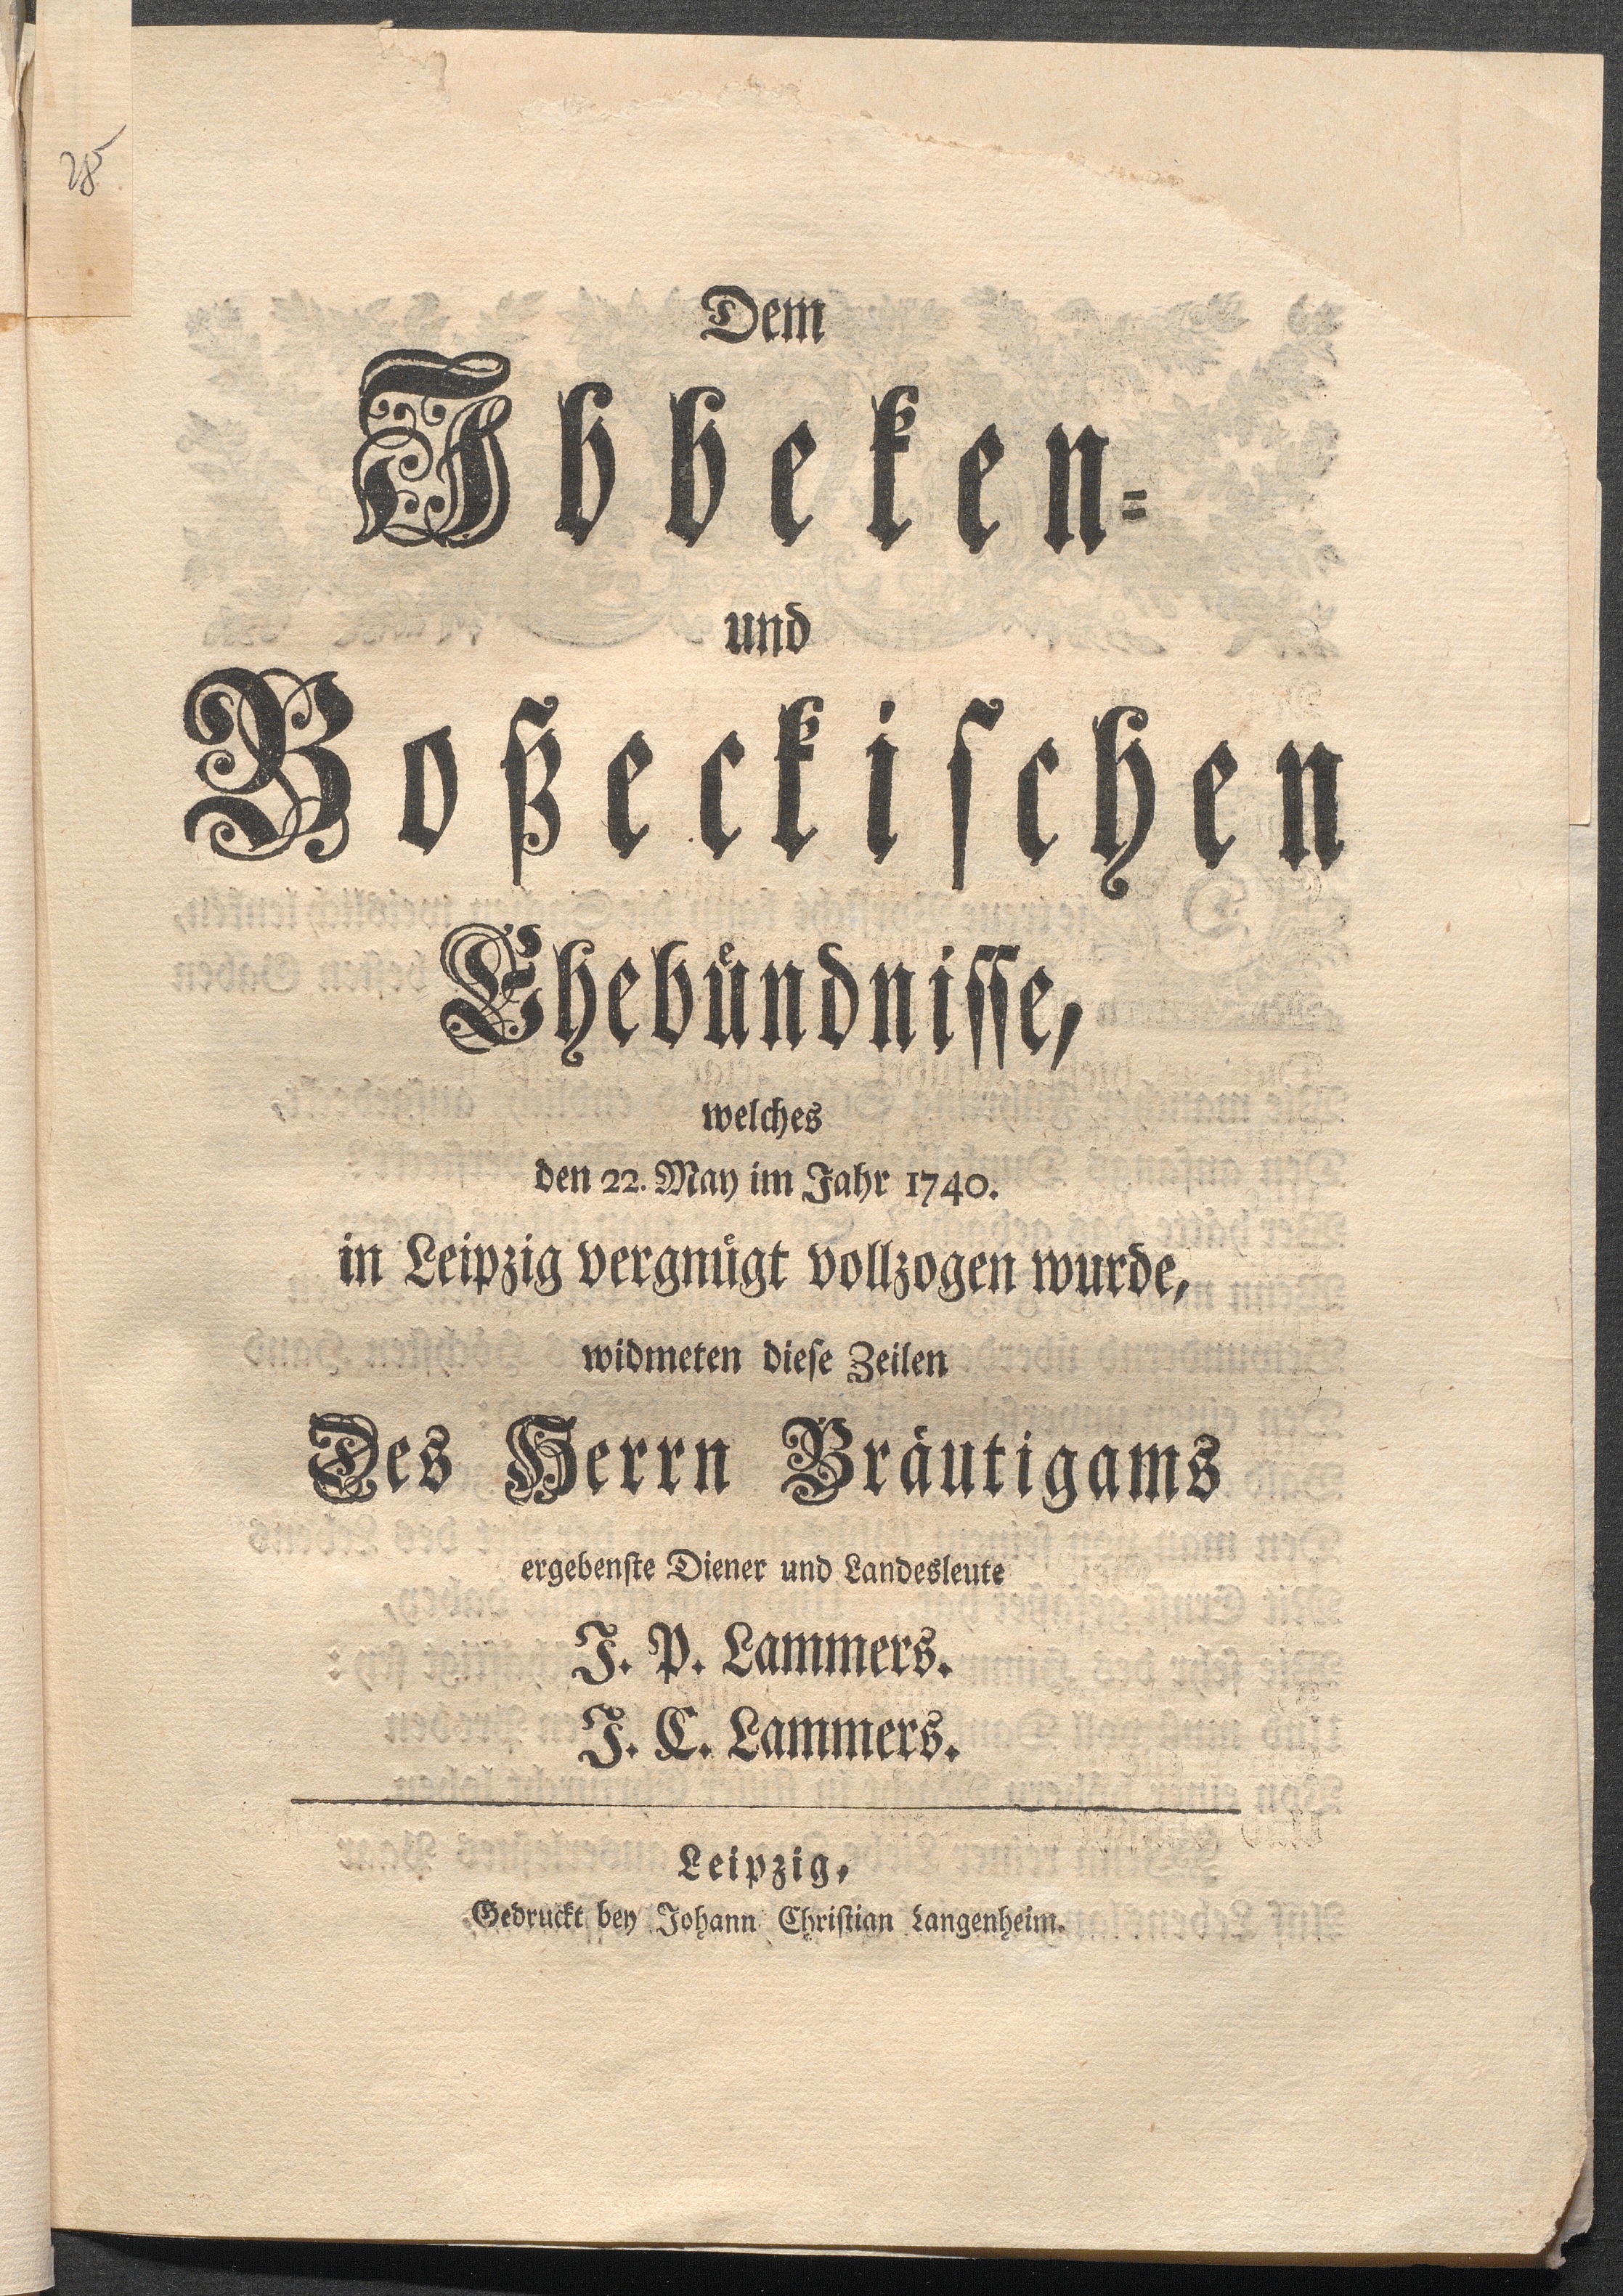 28
Dem
Ibbeken-
und
Boßeckischen
Ehebündnisse,
welches
den 22. May im Jahr 1740.
in Leipzig vergnügt vollzogen wurde,
widmeten diese Zeilen
Des Herrn Bräutigams
ergebenste Diener und Landesleute
J. P. Lammers.
J. C. Lammers.
Leipzig,
Gedruckt bey Johann Christian Langenheim.